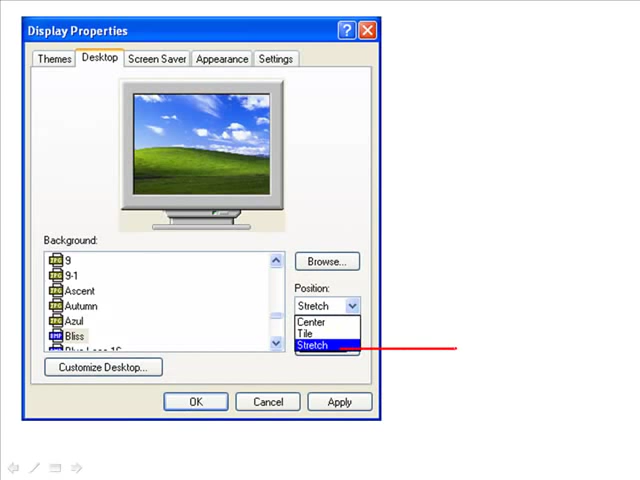 Display Properties
Themes Desktop Screen Saver Appearance Settings
Background:
9
9-1
Ascent
Autumn
Azul
Bliss
Browse...
Position:
Stretch
Center
Tile
Stretch
Customize Desktop...
OK Cancel Apply